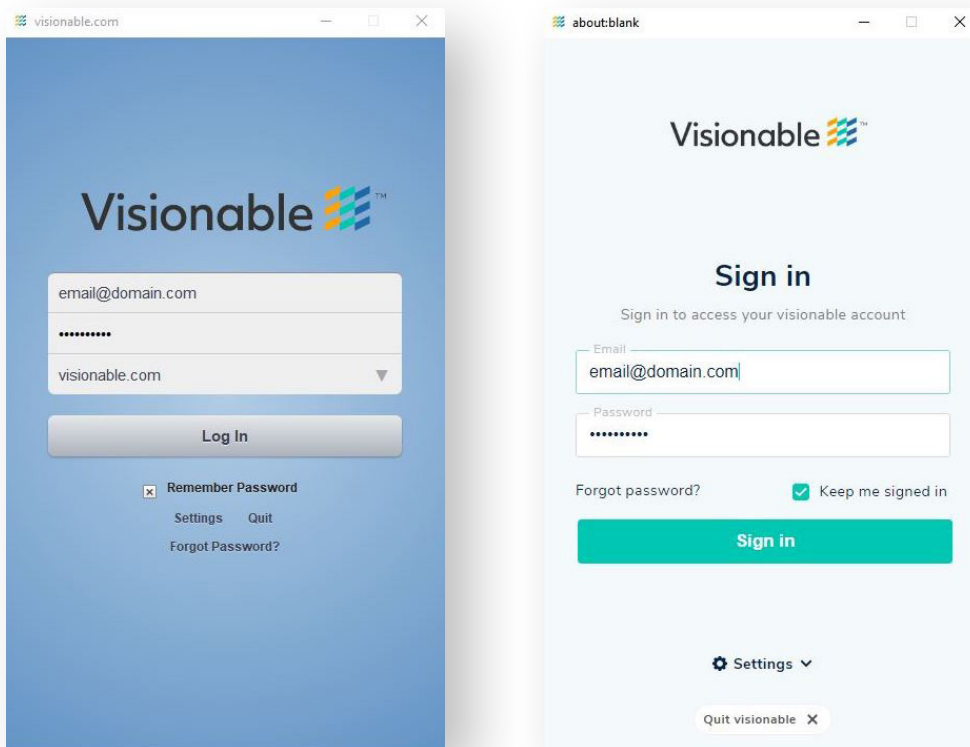 visionable.com
Visionable ™
email@domain.com
••••••••••
visionable.com
Log In
Remember Password
Settings Quit
Forgot Password?
about:blank
Visionable ™
Sign in
Sign in to access your visionable account
Email
email@domain.com
Password
••••••••••
Forgot password? Keep me signed in
Sign in
Settings
Quit visionable